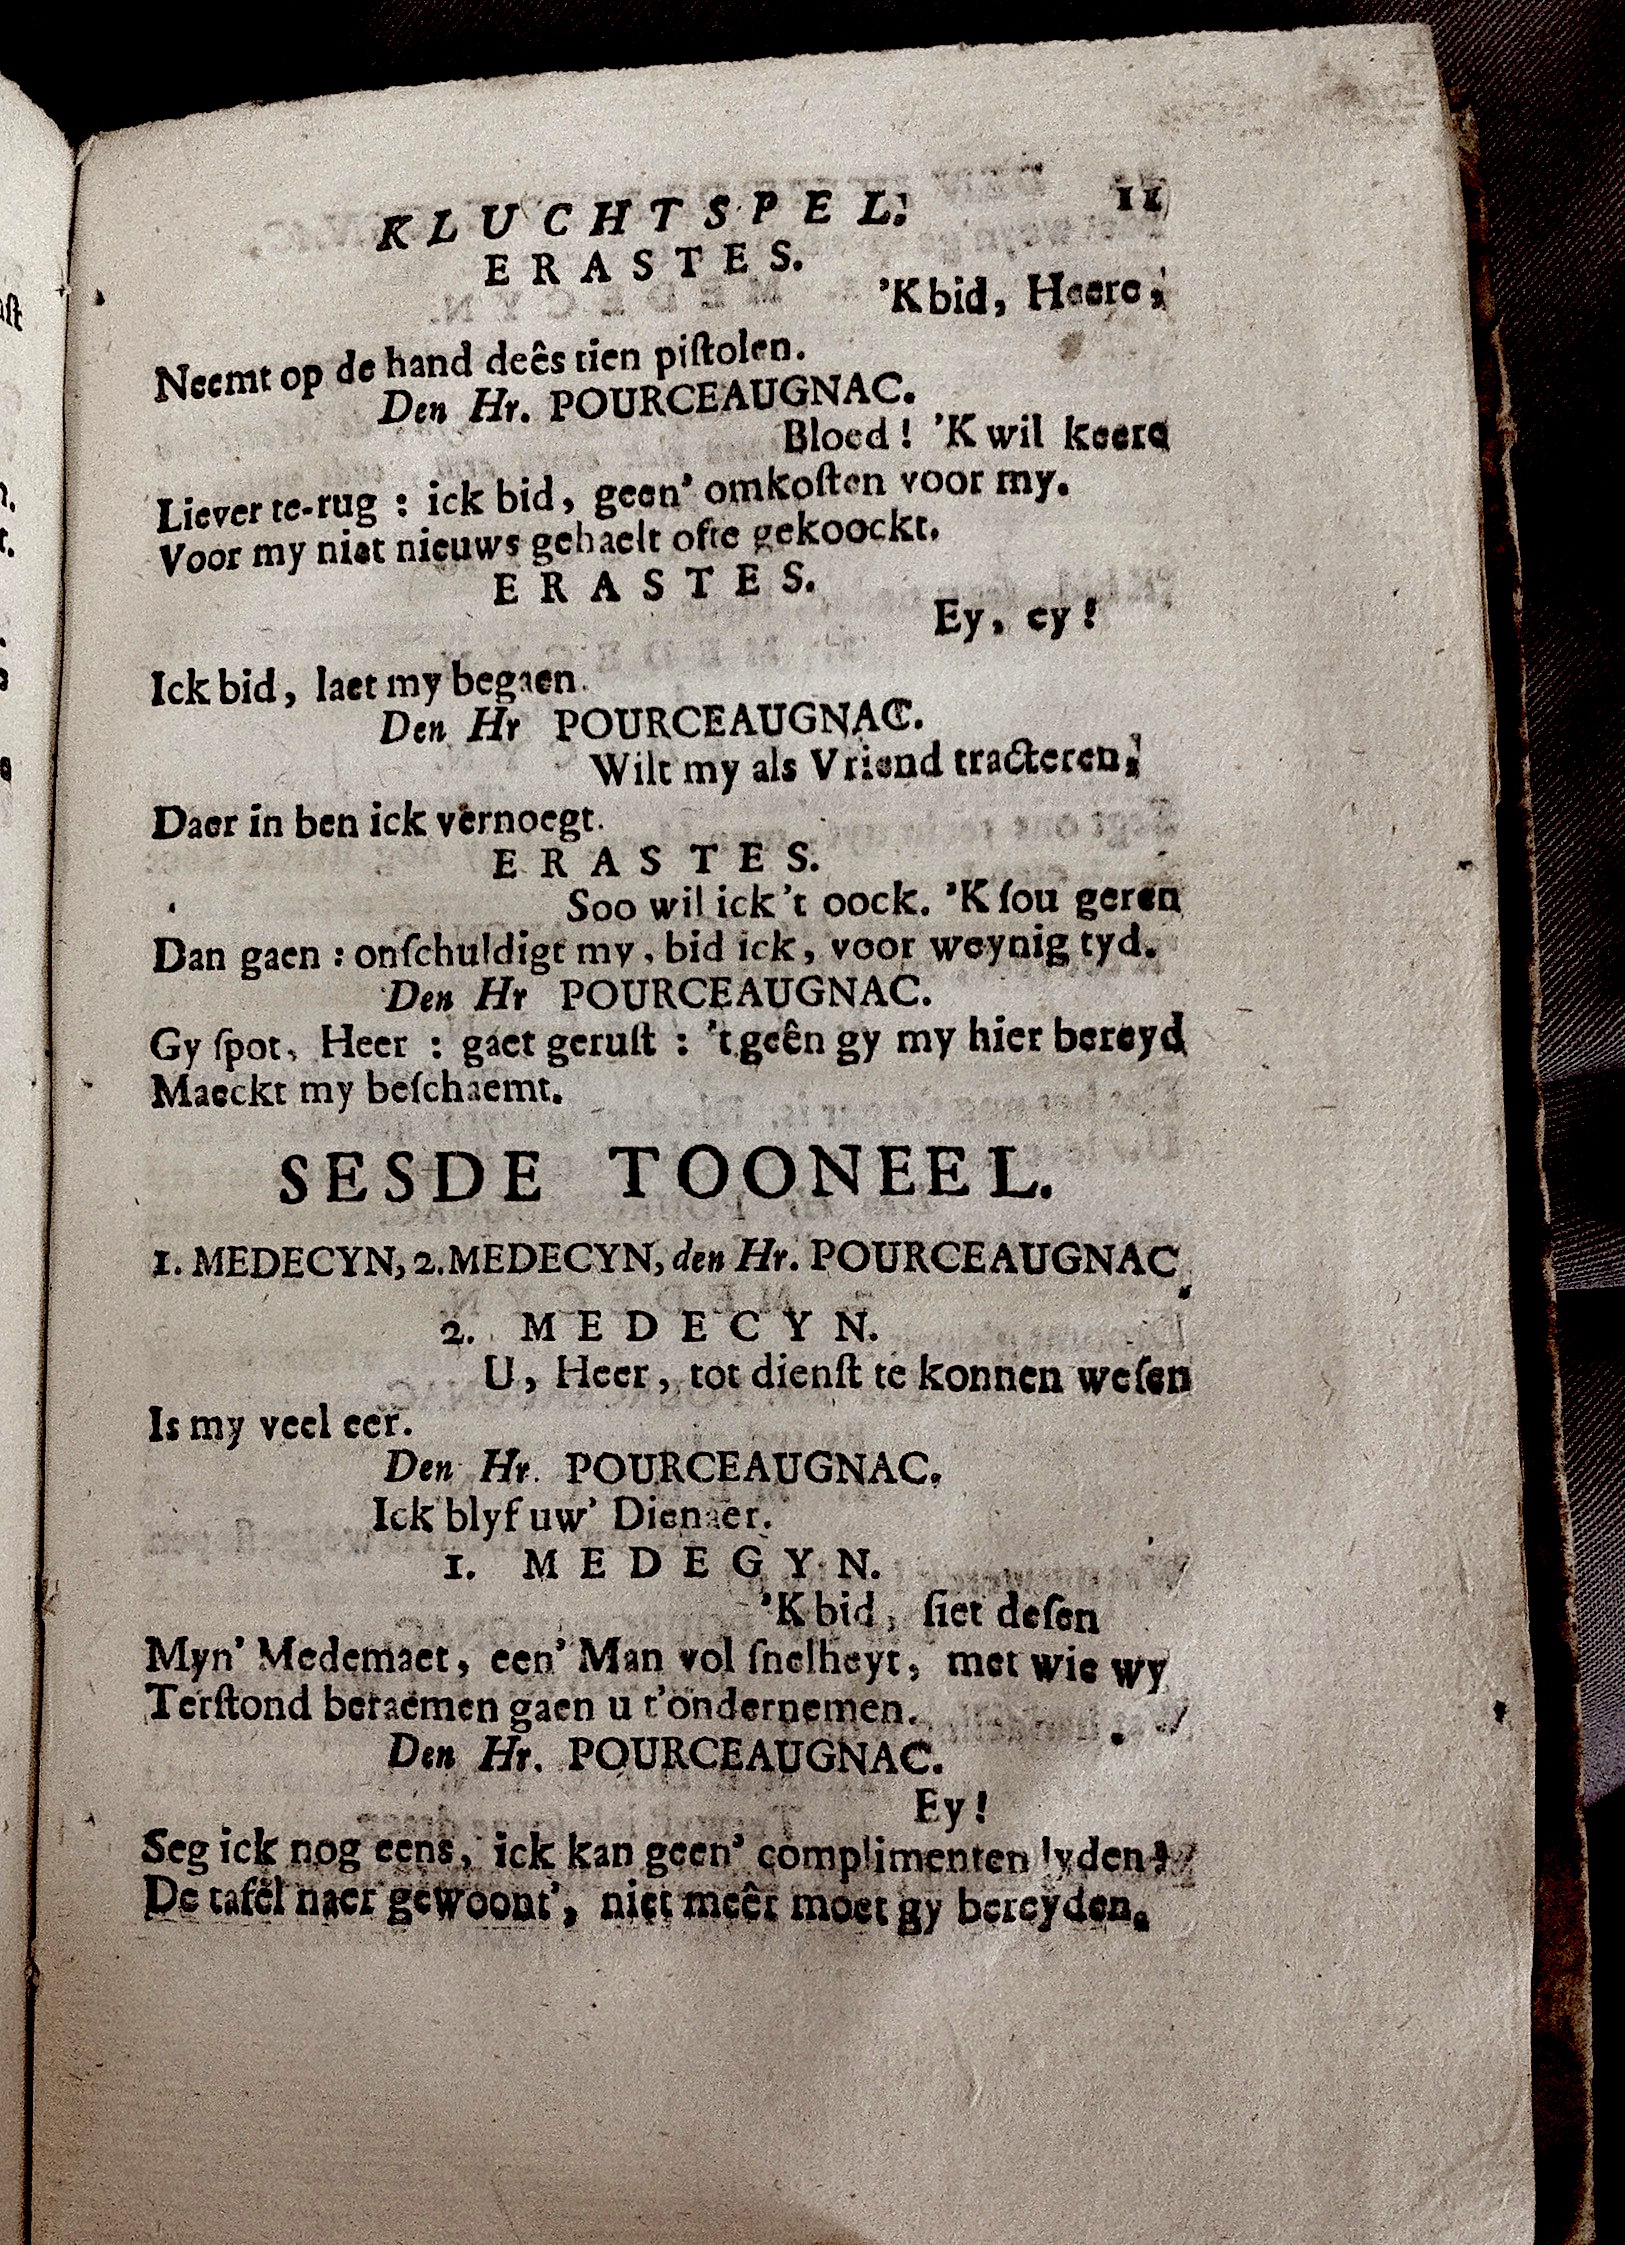 KLUCHTSPEL. 11
ERASTES.
'K bid, Heere,
Neemt op de hand deês tien piſtolen.
Den Hr. POURCEAUGNAC.
Bloed! 'K wil keere
Liever te-rug: ick bid, geen' omkoſten voor my.
Voor my niet nieuws gehaelt ofte gekoockt.
ERASTES.
Ey, ey!
Ick bid, laet my begaen.
Den Hr POURCEAUGNAC.
Wilt my als Vriend tracteren,
Daer in ben ick vernoegt.
ERASTES.
Soo wil ick 't oock. 'K ſou geren
Dan gaen: onſchuldigt my, bid ick, voor weynig tyd.
Den Hr POURCEAUGNAC.
Gy ſpot, Heer: gaet geruſt: 't geên gy my hier bereyd
Maeckt my beſchaemt.
SESDE TOONEEL.
1. MEDECYN, 2. MEDECYN, den Hr. POURCEAUGNAC.
2. MEDECYN.
U, Heer, tot dienſt te konnen weſen
Is my veel eer.
Den Hr. POURCEAUGNAC.
Ick blyf uw' Dienaer.
1. MEDEGYN.
'K bid, ſiet deſen
Myn' Medemaet, een' Man vol ſnelheyt, met wie wy
Terſtond beraemen gaen u t'ondernemen.
Den Hr. POURCEAUGNAC.
Ey!
Seg ick nog eens, ick kan geen' complimenten lyden:
De tafel naer gewoont', niet meêr moet gy bereyden.